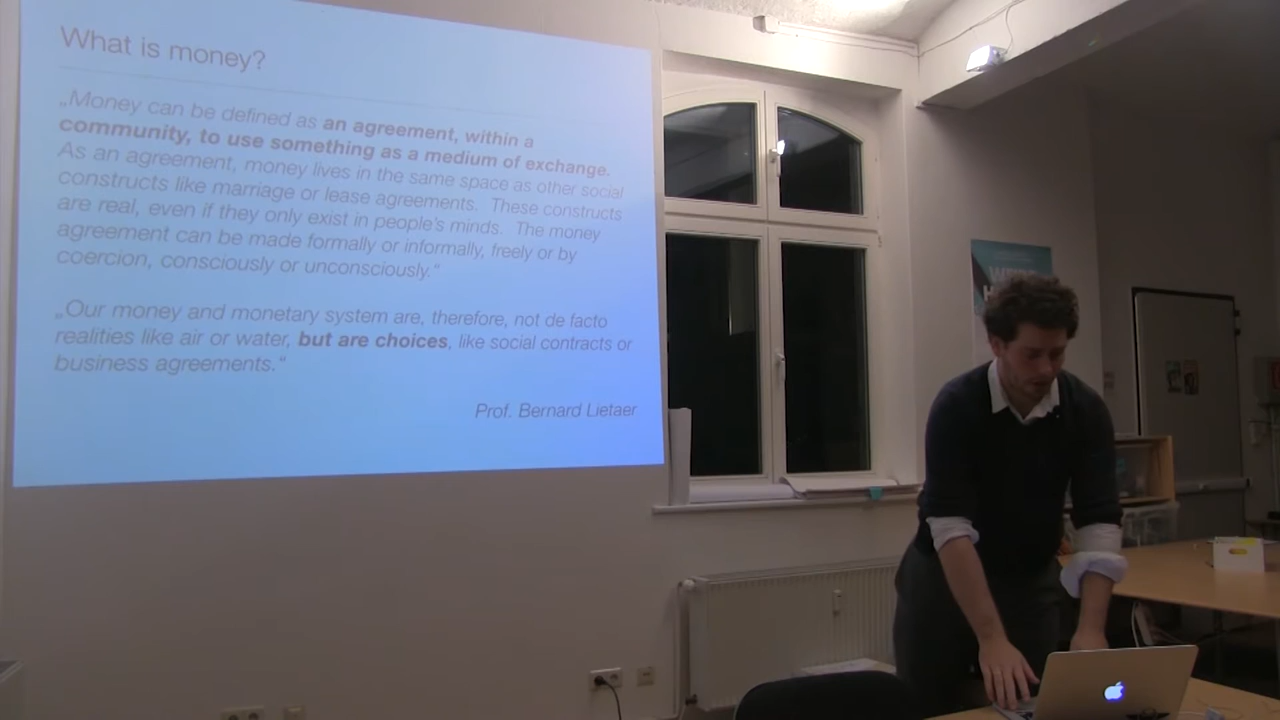 What is money?
„Money can be defined as an agreement, within a
community, to use something as a medium of exchange.
As an agreement, money lives in the same space as other social
constructs like marriage or lease agreements. These constructs
are real, even if they only exist in people's minds. The money
agreement can be made formally or informally, freely or by
coercion, consciously or unconsciously.“
„Our money and monetary system are, therefore, not de facto
realities like air or water, but are choices, like social contracts or
business agreements.“
Prof. Bernard Lietaer